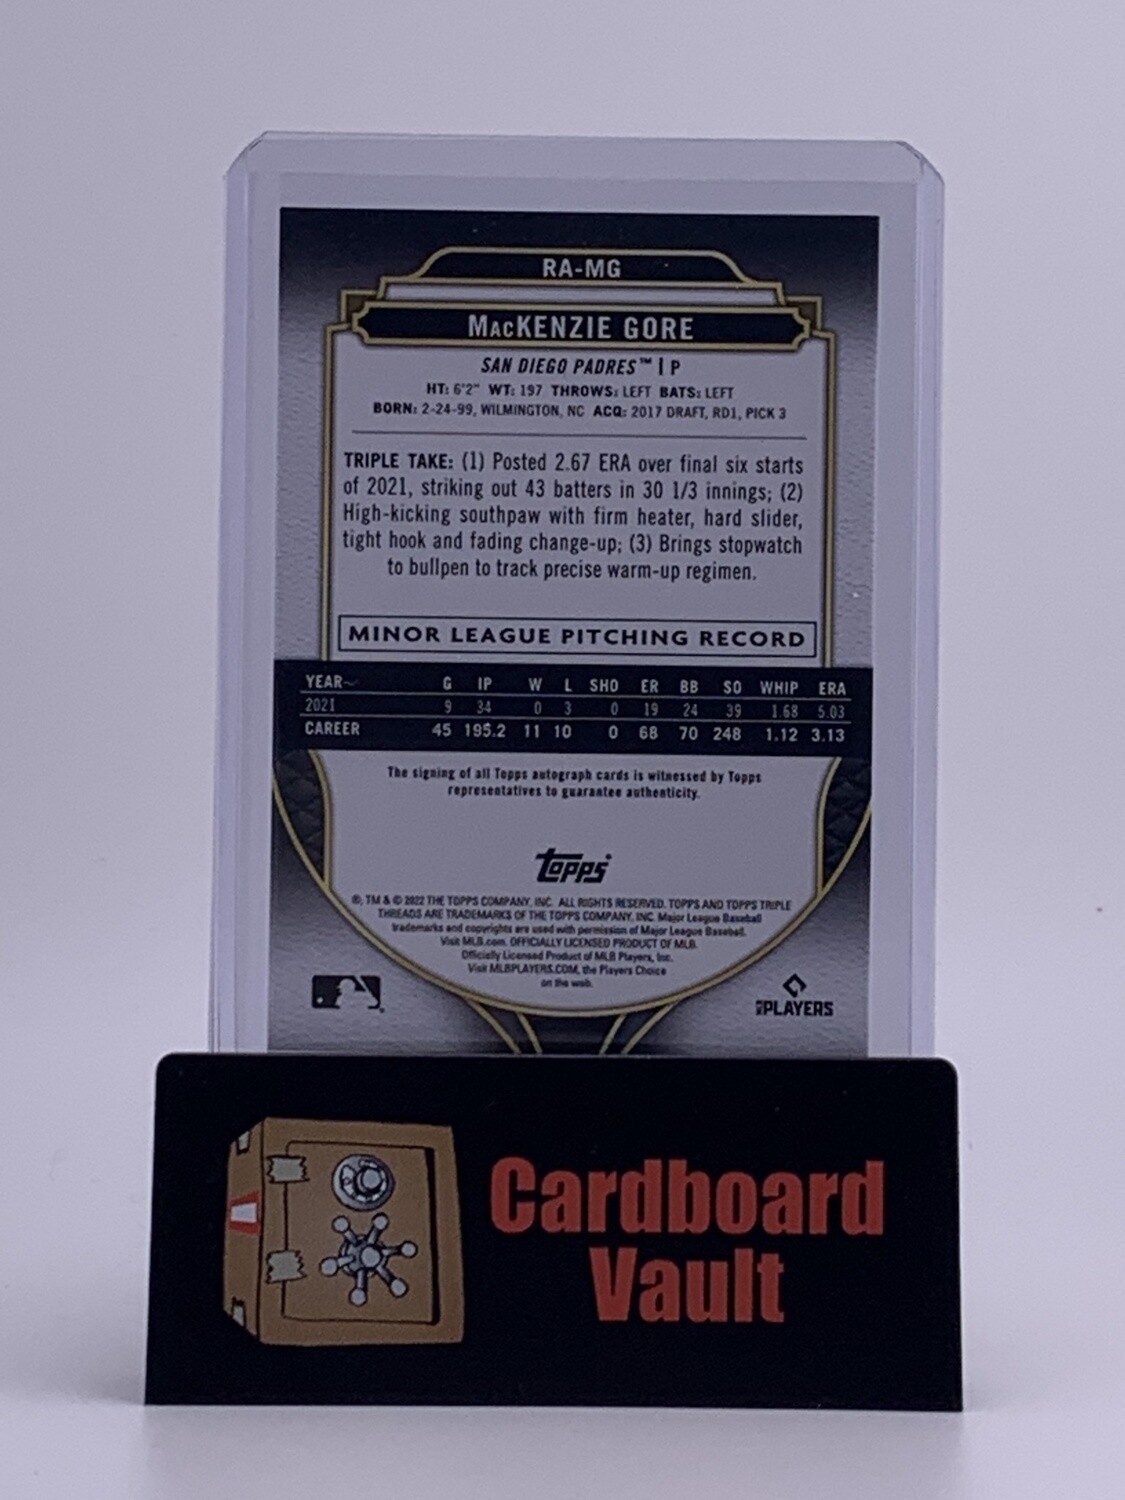 RA-MG
MacKENZIE GORE
SAN DIEGO PADRES™ | P
HT: 6'2" WT: 197 THROWS: LEFT BATS: LEFT
BORN: 2-24-99, WILMINGTON, NC ACQ: 2017 DRAFT, RD1, PICK 3
TRIPLE TAKE: (1) Posted 2.67 ERA over final six starts
of 2021, striking out 43 batters in 30 1/3 innings; (2)
High-kicking southpaw with firm heater, hard slider,
tight hook and fading change-up; (3) Brings stopwatch
to bullpen to track precise warm-up regimen.
MINOR LEAGUE PITCHING RECORD
YEAR G IP W L SHO ER BB SO WHIP ERA
2021 9 34 0 3 0 19 24 39 1.68 5.03
CAREER 45 195.2 11 10 0 68 70 248 1.12 3.13
The signing of all Topps autograph cards is witnessed by Topps
representatives to guarantee authenticity.
topps
®, TM & © 2022 THE TOPPS COMPANY, INC. ALL RIGHTS RESERVED. TOPPS AND TOPPS TRIPLE
THREADS ARE TRADEMARKS OF THE TOPPS COMPANY, INC. Major League Baseball
trademarks and copyrights are used with permission of Major League Baseball.
Visit MLB.com. OFFICIALLY LICENSED PRODUCT OF MLB.
Officially Licensed Product of MLB Players, Inc.
Visit MLBPLAYERS.COM, the Players Choice
on the web.
PLAYERS
Cardboard
Vault